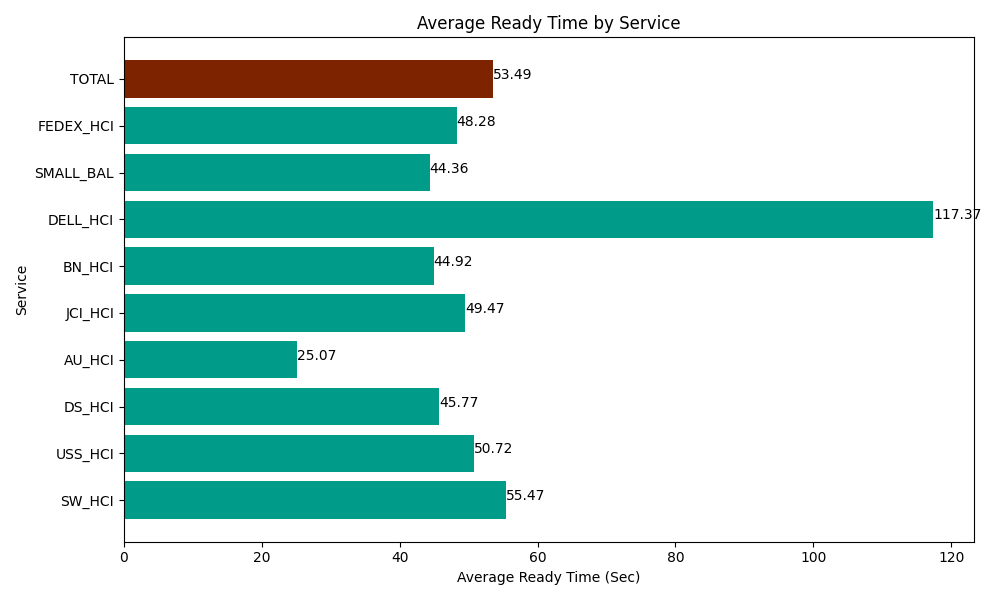 Average Ready Time by Service
Service
TOTAL 53.49
FEDEX_HCI 48.28
SMALL_BAL 44.36
DELL_HCI 117.37
BN_HCI 44.92
JCI_HCI 49.47
AU_HCI 25.07
DS_HCI 45.77
USS_HCI 50.72
SW_HCI 55.47
0 20 40 60 80 100 120
Average Ready Time (Sec)